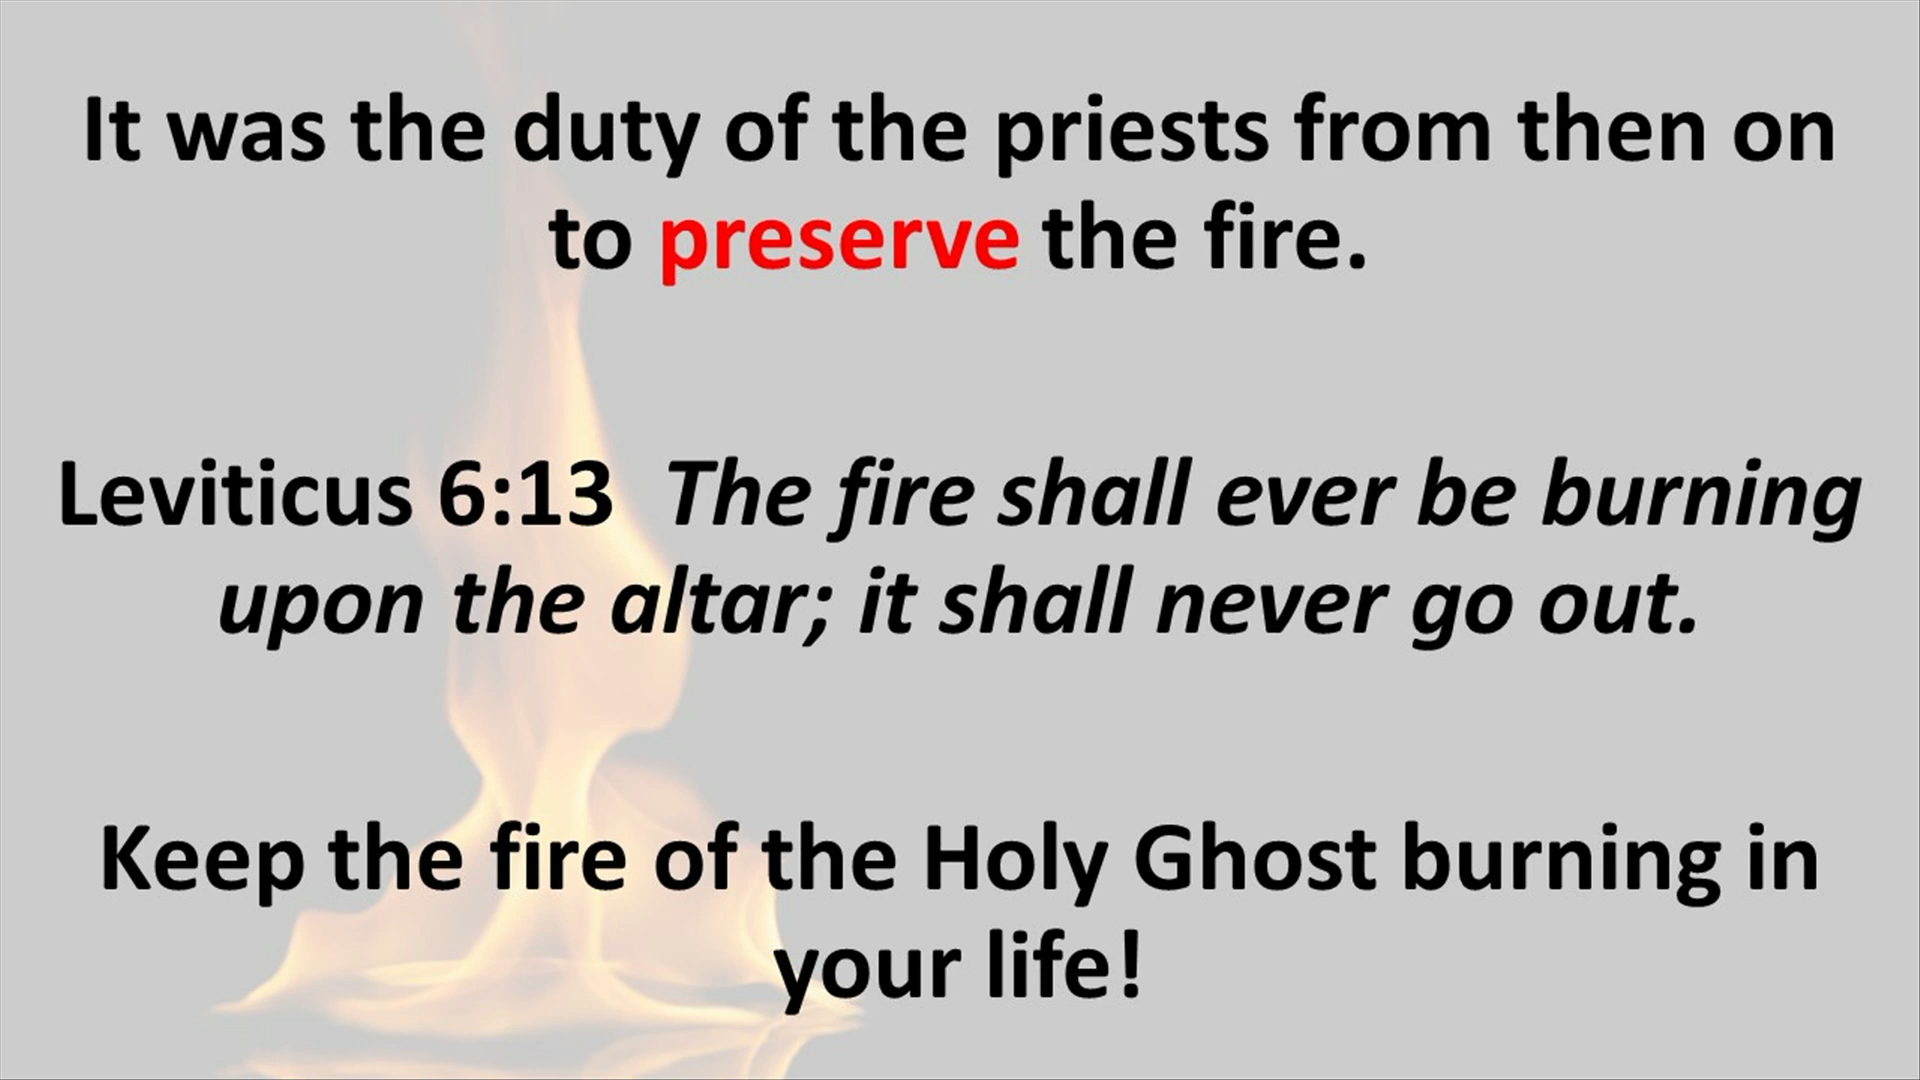 It was the duty of the priests from then on
to preserve the fire.
Leviticus 6:13  The fire shall ever be burning
upon the altar; it shall never go out.
Keep the fire of the Holy Ghost burning in
your life!